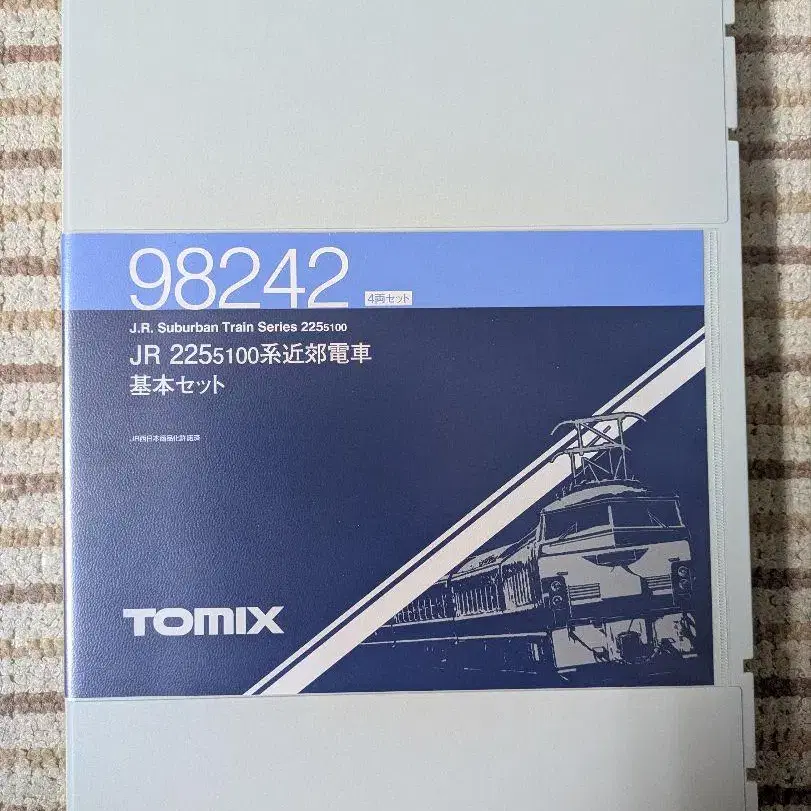 98242 4両セット
J.R. Suburban Train Series 2255100
JR 2255100系近郊電車
基本セット
JR西日本商品化許諾済
TOMIX